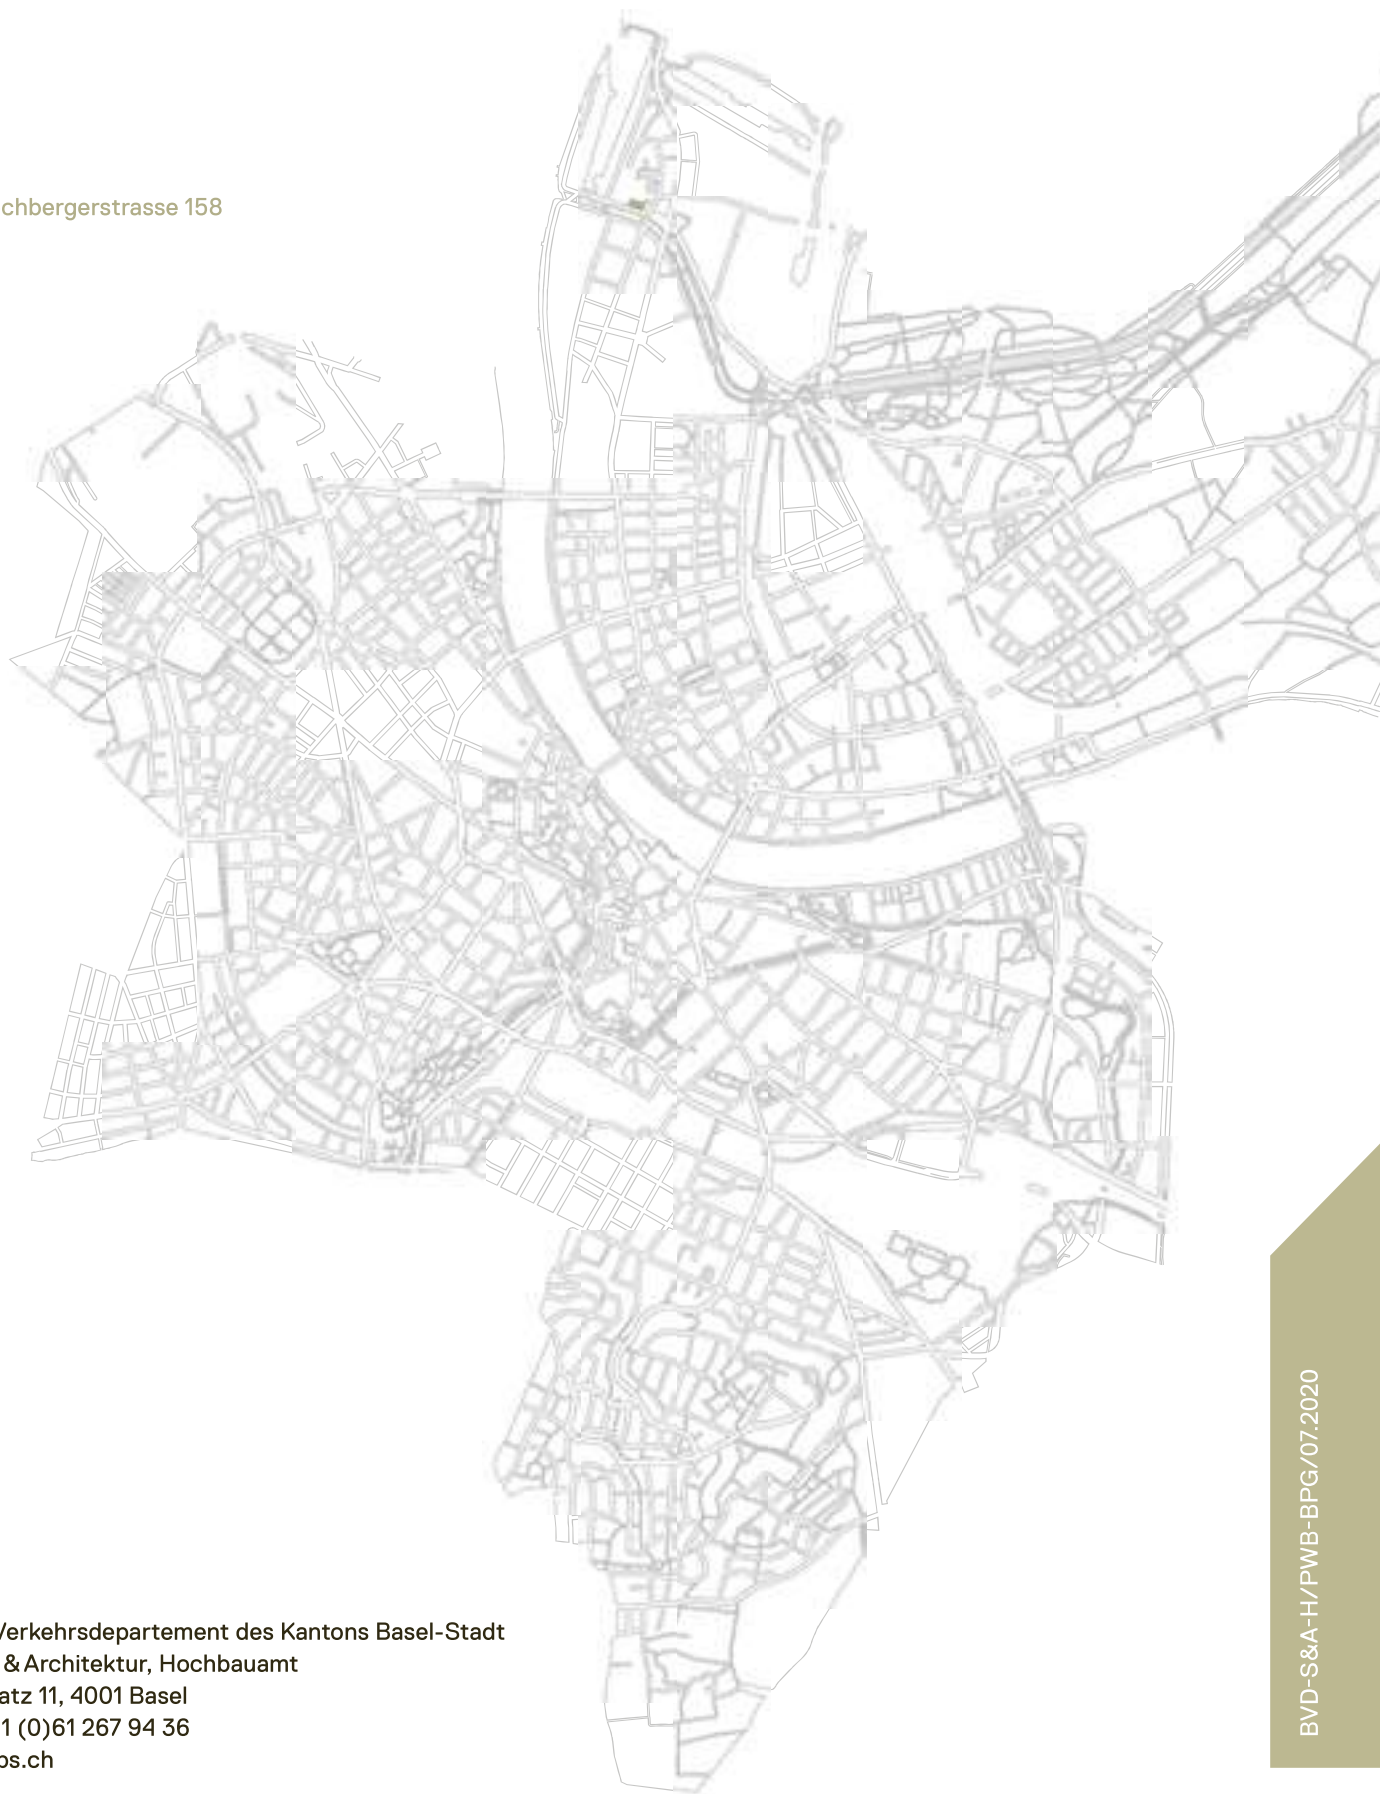 chbergerstrasse 158
Verkehrsdepartement des Kantons Basel-Stadt
& Architektur, Hochbauamt
atz 11, 4001 Basel
1 (0)61 267 94 36
bs.ch
BVD-S&A-H/PWB-BPG/07.2020